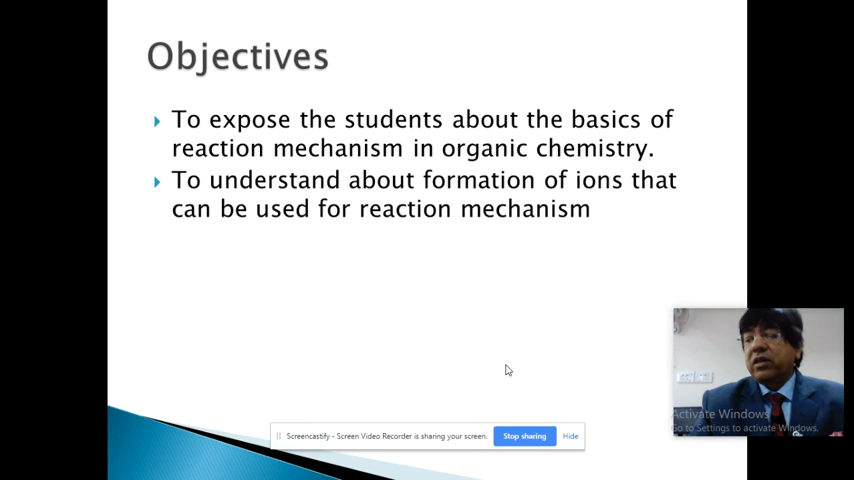 Objectives
To expose the students about the basics of
reaction mechanism in organic chemistry.
To understand about formation of ions that
can be used for reaction mechanism
Activate Windows
Go to Settings to activate Windows.
Screencastify - Screen Video Recorder is sharing your screen. Stop sharing Hide